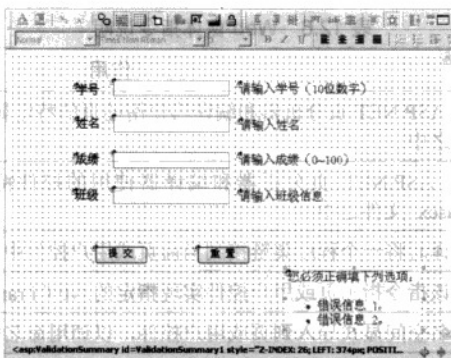 学号 请输入学号（10位数字）
姓名 请输入姓名
成绩 请输入成绩（0~100）
班级 请输入班级信息
提交 重置
您必须正确填下列选项。
• 错误信息 1。
• 错误信息 2。
<asp:ValidationSummary id=ValidationSummary1 style="Z-INDEX: 26; LEFT: 374px; POSITI...